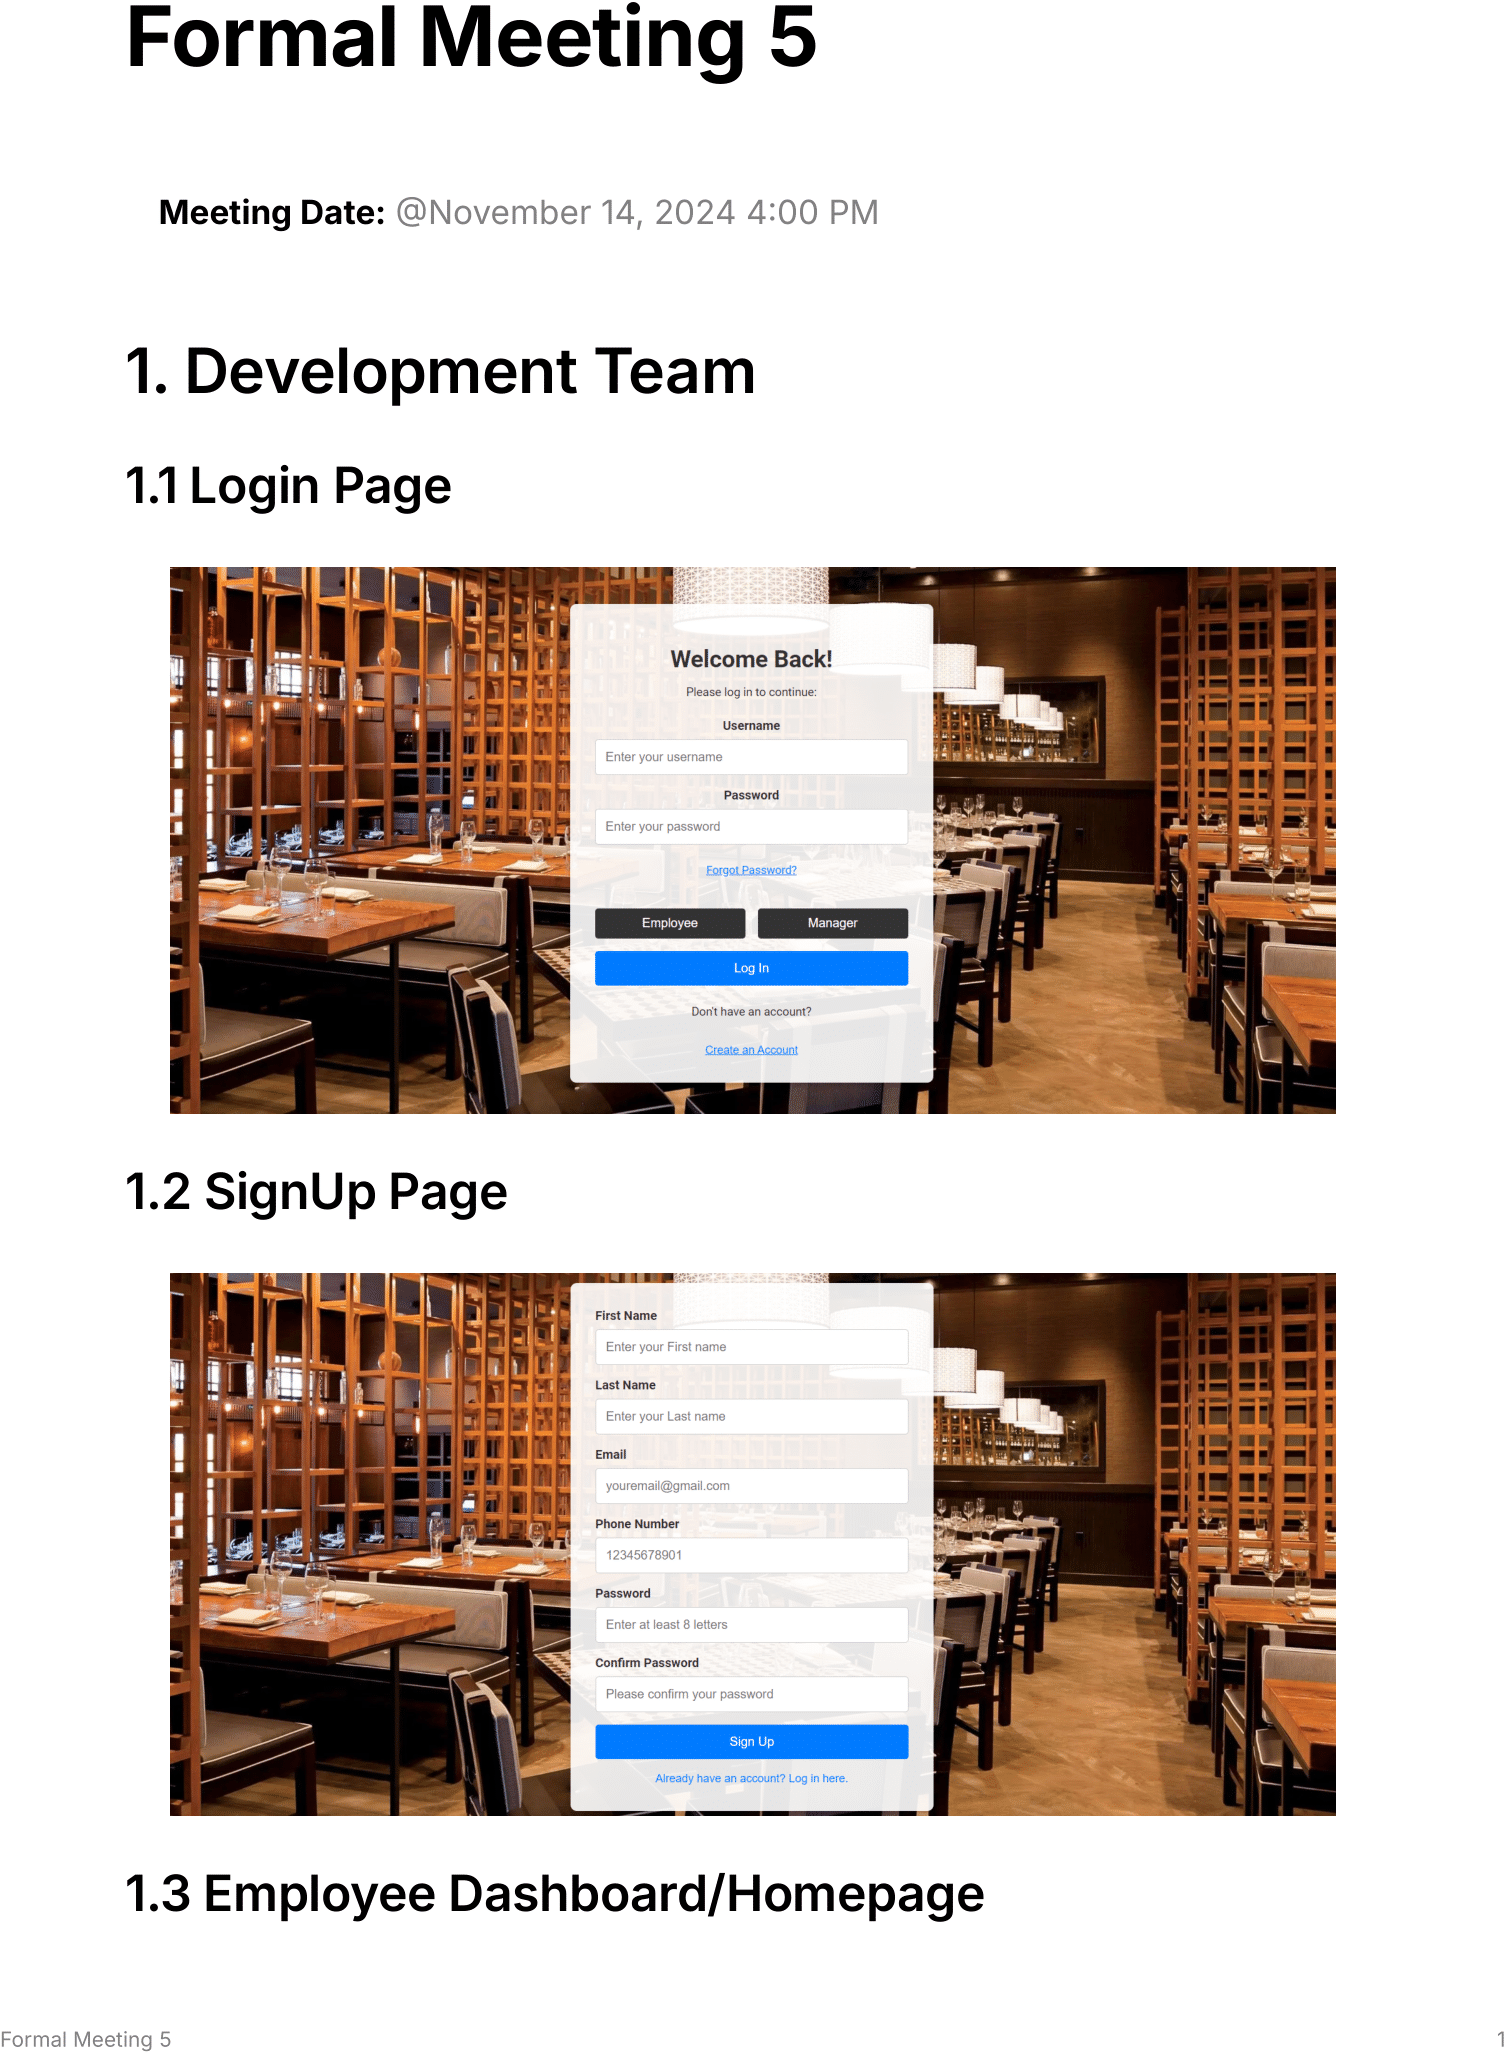 Formal Meeting 5
Meeting Date: @November 14, 2024 4:00 PM
1. Development Team
1.1 Login Page
Welcome Back!
Please log in to continue:
Username
Enter your username
Password
Enter your password
Forgot Password?
Employee Manager
Log In
Don't have an account?
Create an Account
1.2 SignUp Page
First Name
Enter your First name
Last Name
Enter your Last name
Email
youremail@gmail.com
Phone Number
12345678901
Password
Enter at least 8 letters
Confirm Password
Please confirm your password
Sign Up
Already have an account? Log in here.
1.3 Employee Dashboard/Homepage
Formal Meeting 5 1